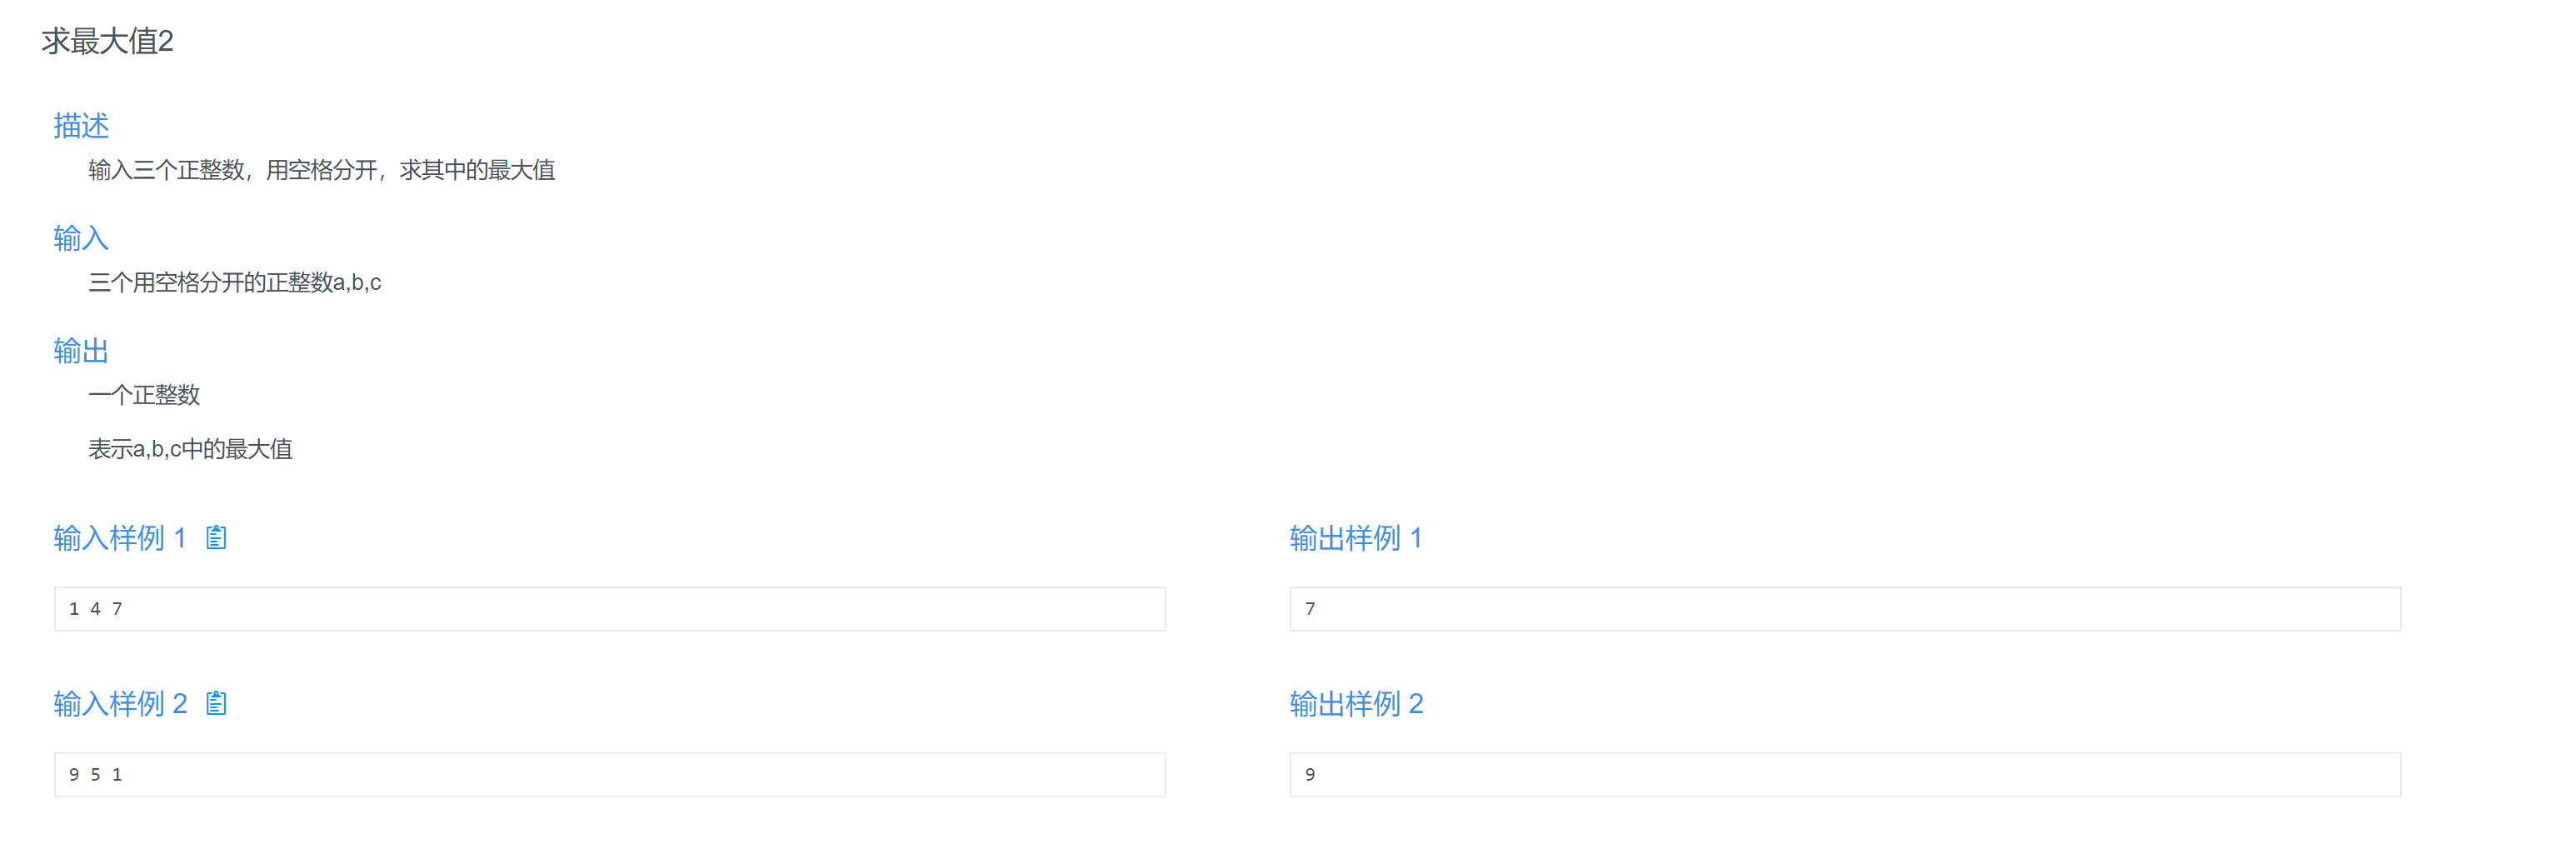 求最大值2
描述
输入三个正整数，用空格分开，求其中的最大值
输入
三个用空格分开的正整数a,b,c
输出
一个正整数
表示a,b,c中的最大值
输入样例 1
输出样例 1
1 4 7
7
输入样例 2
输出样例 2
9 5 1
9